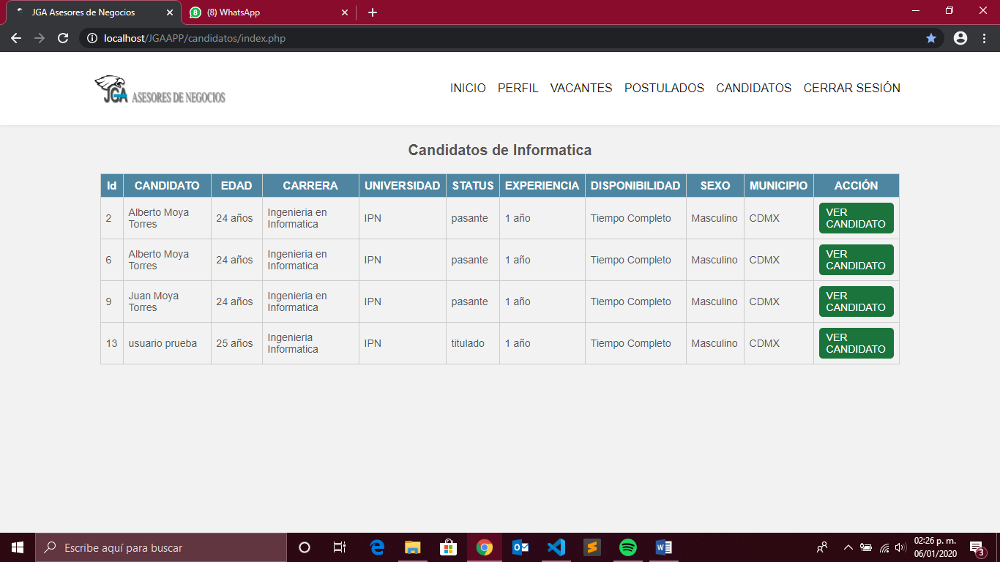 JGA Asesores de Negocios
8 (8) WhatsApp
localhost/JGAAPP/candidatos/index.php
JGA ASESORES DE NEGOCIOS
INICIO PERFIL VACANTES POSTULADOS CANDIDATOS CERRAR SESIÓN
Candidatos de Informatica
Id CANDIDATO EDAD CARRERA UNIVERSIDAD STATUS EXPERIENCIA DISPONIBILIDAD SEXO MUNICIPIO ACCIÓN
2 Alberto Moya Torres 24 años Ingenieria en Informatica IPN pasante 1 año Tiempo Completo Masculino CDMX VER CANDIDATO
6 Alberto Moya Torres 24 años Ingenieria en Informatica IPN pasante 1 año Tiempo Completo Masculino CDMX VER CANDIDATO
9 Juan Moya Torres 24 años Ingenieria en Informatica IPN pasante 1 año Tiempo Completo Masculino CDMX VER CANDIDATO
13 usuario prueba 25 años Ingenieria Informatica IPN titulado 1 año Tiempo Completo Masculino CDMX VER CANDIDATO
Escribe aquí para buscar
02:26 p. m.
06/01/2020
3